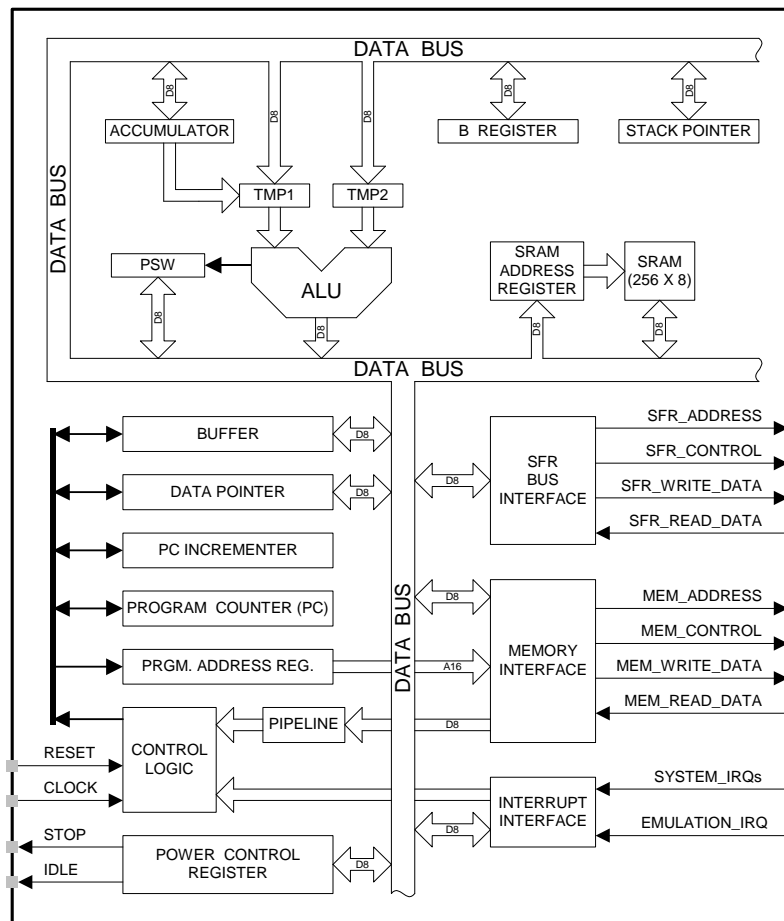 DATA BUS
D8
D8
D8
D8
D8
ACCUMULATOR
B REGISTER
STACK POINTER
DATA BUS
TMP1
TMP2
PSW
ALU
SRAM
ADDRESS
REGISTER
SRAM
(256 X 8)
D8
D8
D8
D8
DATA BUS
BUFFER
D8
DATA POINTER
D8
PC INCREMENTER
PROGRAM COUNTER (PC)
PRGM. ADDRESS REG.
A16
DATA BUS
D8
SFR
BUS
INTERFACE
SFR_ADDRESS
SFR_CONTROL
SFR_WRITE_DATA
SFR_READ_DATA
D8
MEMORY
INTERFACE
MEM_ADDRESS
MEM_CONTROL
MEM_WRITE_DATA
MEM_READ_DATA
CONTROL
LOGIC
PIPELINE
D8
RESET
CLOCK
INTERRUPT
INTERFACE
D8
SYSTEM_IRQs
EMULATION_IRQ
STOP
IDLE
POWER CONTROL
REGISTER
D8